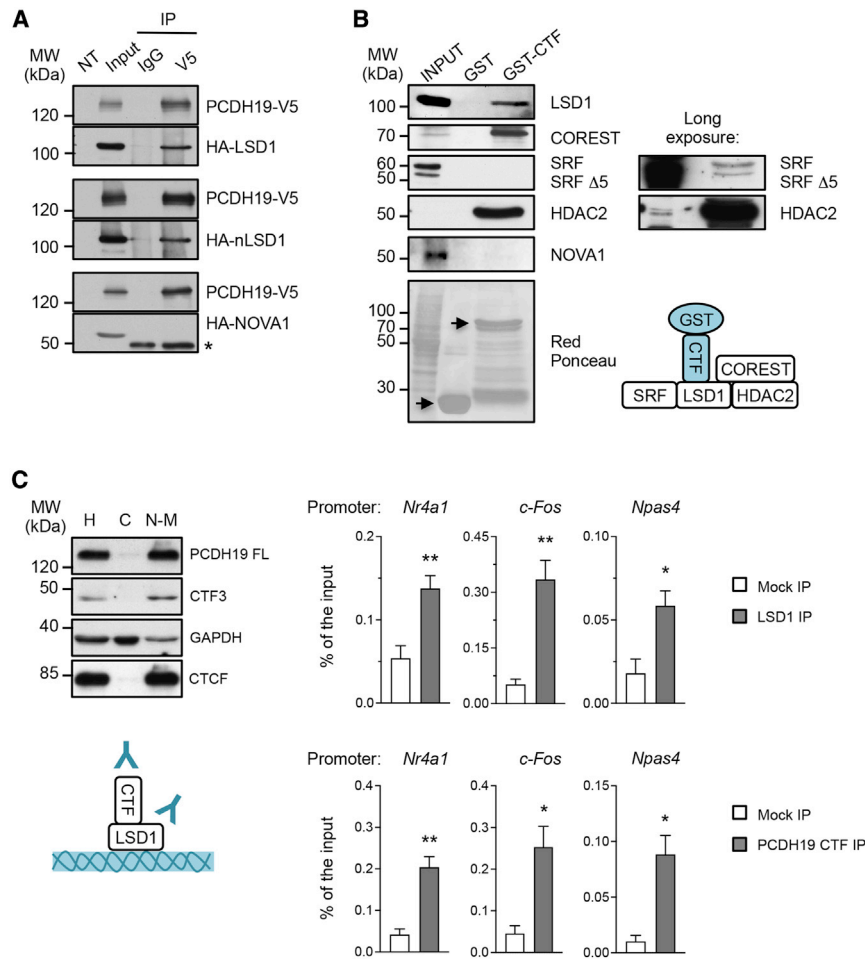 A
IP
MW
(kDa)
NT Input IgG V5
120 PCDH19-V5
100 HA-LSD1
120 PCDH19-V5
100 HA-nLSD1
120 PCDH19-V5
HA-NOVA1
50 *
B
MW
(kDa)
INPUT GST GST-CTF
100 LSD1
70 COREST
60 SRF
50 SRF Δ5
50 HDAC2
50 NOVA1
100
70
50
30
Red
Ponceau
Long
exposure:
SRF
SRF Δ5
HDAC2
GST
CTF
COREST
SRF LSD1 HDAC2
C
MW
(kDa)
H C N-M
120 PCDH19 FL
50 CTF3
40 GAPDH
85 CTCF
CTF
LSD1
Promoter: Nr4a1 c-Fos Npas4
% of the input
0.2
0.1
0.0
**
0.45
0.30
0.15
0.00
**
0.10
0.05
0.00
*
Mock IP
LSD1 IP
Promoter: Nr4a1 c-Fos Npas4
% of the input
0.4
0.3
0.2
0.1
0.0
**
0.4
0.3
0.2
0.1
0.0
*
0.15
0.10
0.05
0.00
*
Mock IP
PCDH19 CTF IP